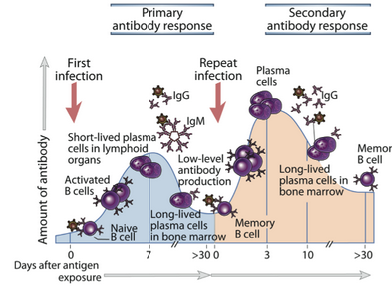 Primary
antibody response
Secondary
antibody response
First
infection
Repeat
infection
Plasma
cells
IgG
IgG
IgM
Short-lived plasma
cells in lymphoid
organs
Low-level
antibody
production
Activated
B cells
Long-lived
plasma cells in
bone marrow
Memor
B cell
Naive
B cell
Long-lived
plasma cells
in bone marrow
Memory
B cell
Amount of antibody
0
7
>30
0
3
10
>30
Days after antigen
exposure